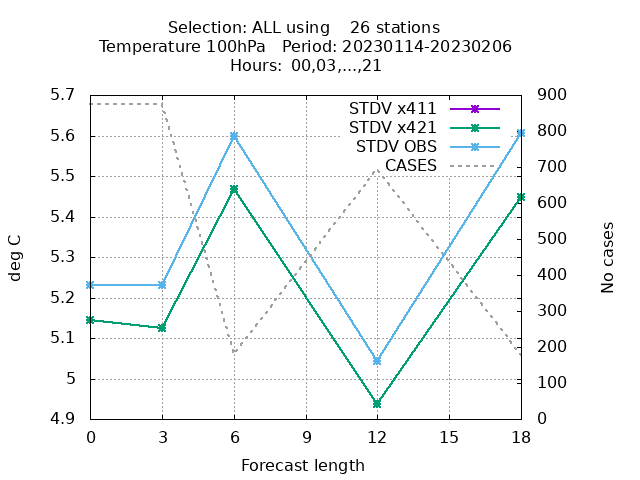 Selection: ALL using    26 stations
Temperature 100hPa   Period: 20230114-20230206
Hours:  00,03,...,21
STDV x411
STDV x421
STDV OBS
CASES
5.7
5.6
5.5
5.4
5.3
5.2
5.1
5
4.9
deg C
900
800
700
600
500
400
300
200
100
0
No cases
0 3 6 9 12 15 18
Forecast length